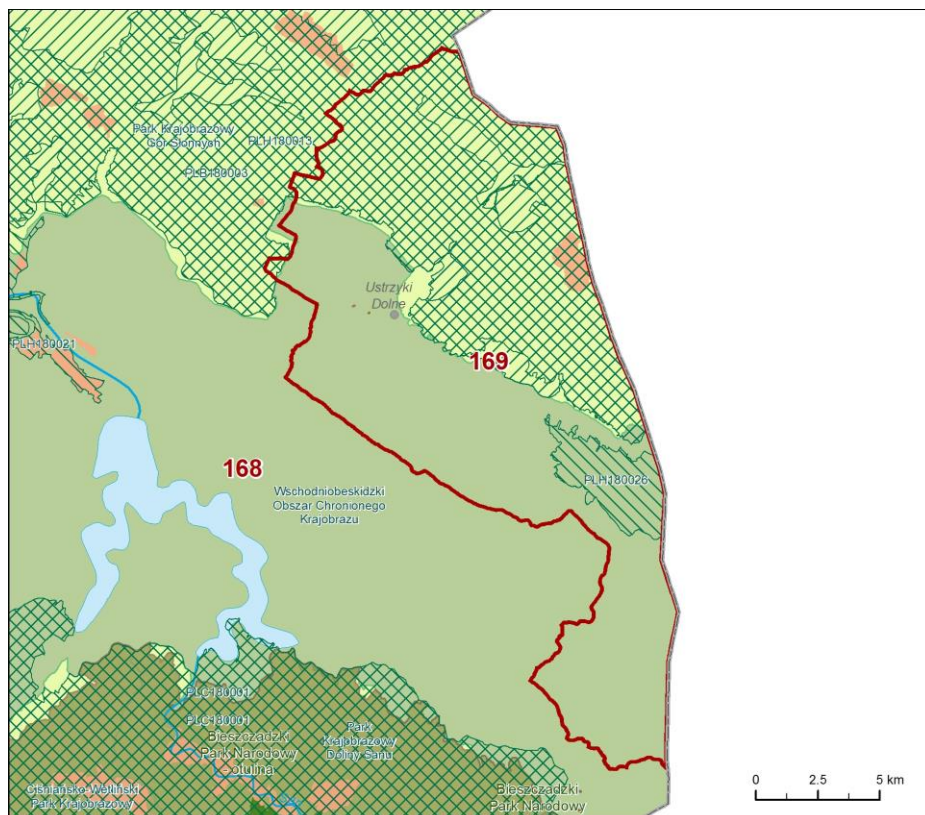 Park Krajobrazowy
Gór Słonnych
PLH180013
PLB180003
Ustrzyki
Dolne
PLH180021
169
168
PLH180026
Wschodniobeskidzki
Obszar Chronionego
Krajobrazu
PLC180001
PLC180001
Bieszczadzki
Park Narodowy
- otulina
Park
Krajobrazowy
Doliny Sanu
Ciśniańsko-Wetliński
Park Krajobrazowy
Bieszczadzki
Park Narodowy
0 2.5 5 km